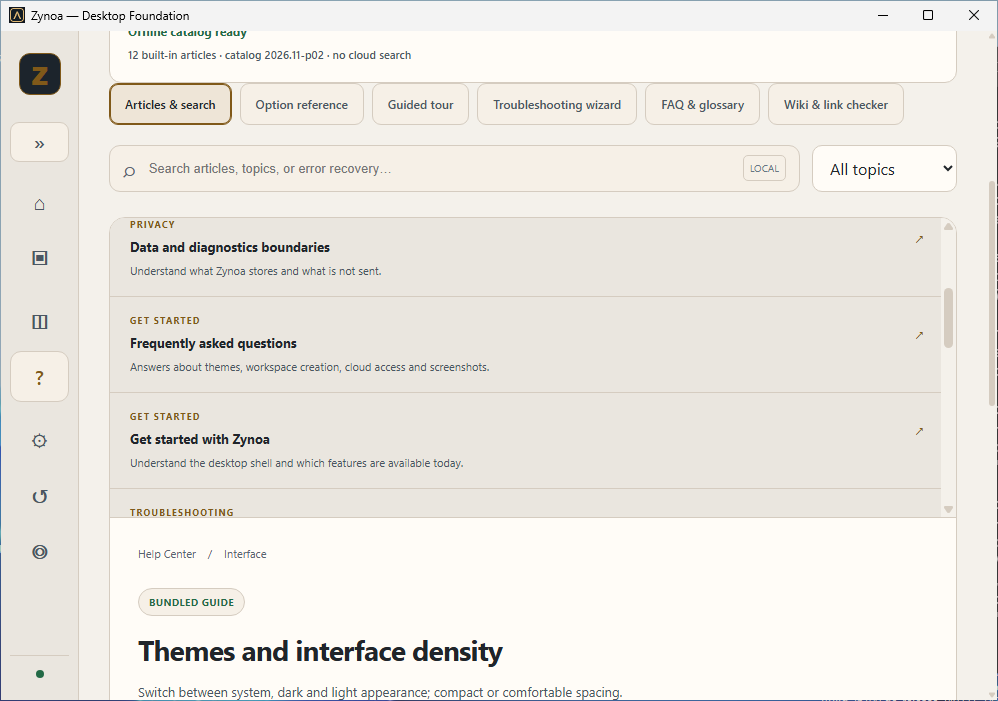 Zynoa — Desktop Foundation
Offline catalog ready
12 built-in articles · catalog 2026.11-p02 · no cloud search
Articles & search
Option reference
Guided tour
Troubleshooting wizard
FAQ & glossary
Wiki & link checker
Search articles, topics, or error recovery…
LOCAL
All topics
PRIVACY
Data and diagnostics boundaries
Understand what Zynoa stores and what is not sent.
GET STARTED
Frequently asked questions
Answers about themes, workspace creation, cloud access and screenshots.
GET STARTED
Get started with Zynoa
Understand the desktop shell and which features are available today.
TROUBLESHOOTING
Help Center / Interface
BUNDLED GUIDE
Themes and interface density
Switch between system, dark and light appearance; compact or comfortable spacing.
Z
»
?